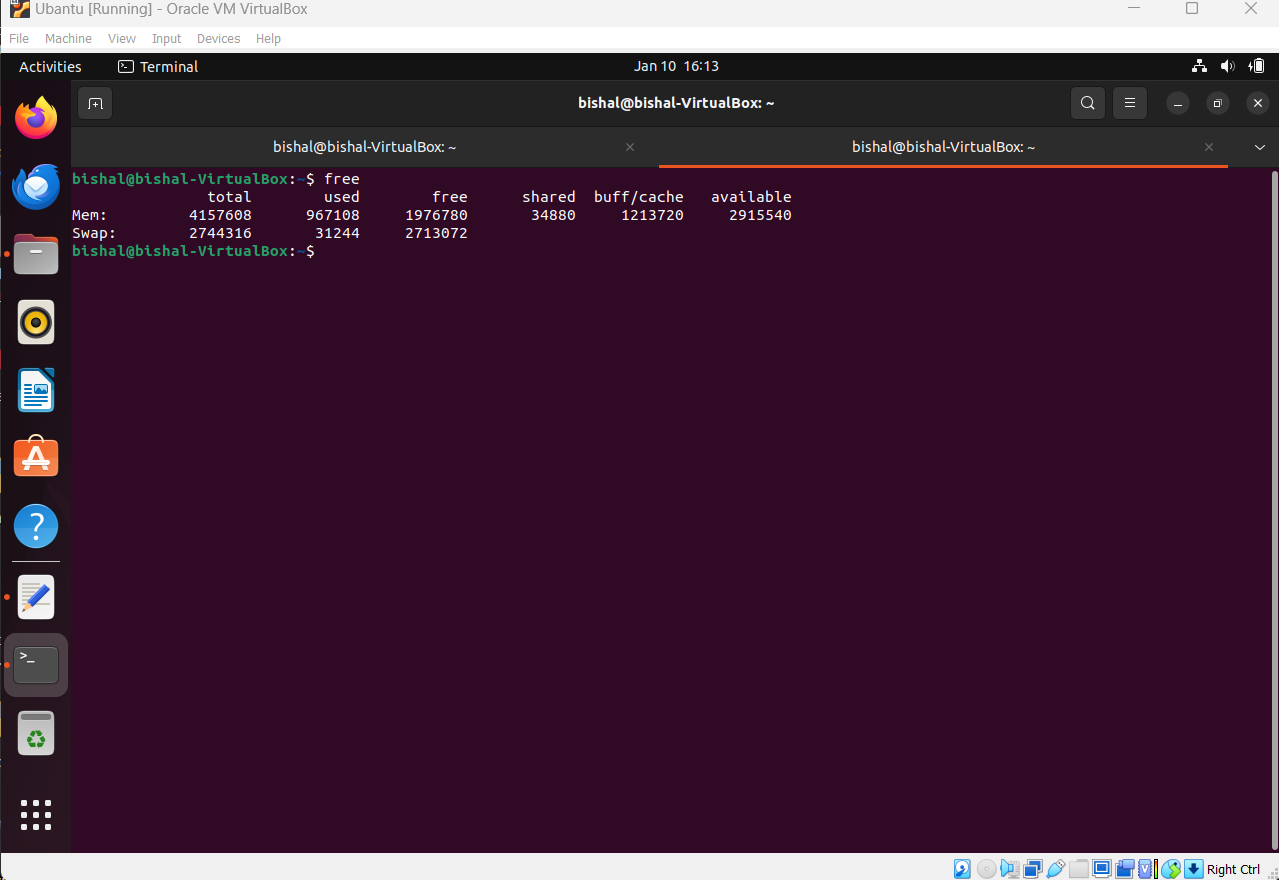 Ubantu [Running] - Oracle VM VirtualBox
File Machine View Input Devices Help
Activities Terminal Jan 10 16:13
bishal@bishal-VirtualBox: ~
bishal@bishal-VirtualBox: ~ bishal@bishal-VirtualBox: ~
bishal@bishal-VirtualBox:~$ free
total used free shared buff/cache available
Mem: 4157608 967108 1976780 34880 1213720 2915540
Swap: 2744316 31244 2713072
bishal@bishal-VirtualBox:~$
Right Ctrl